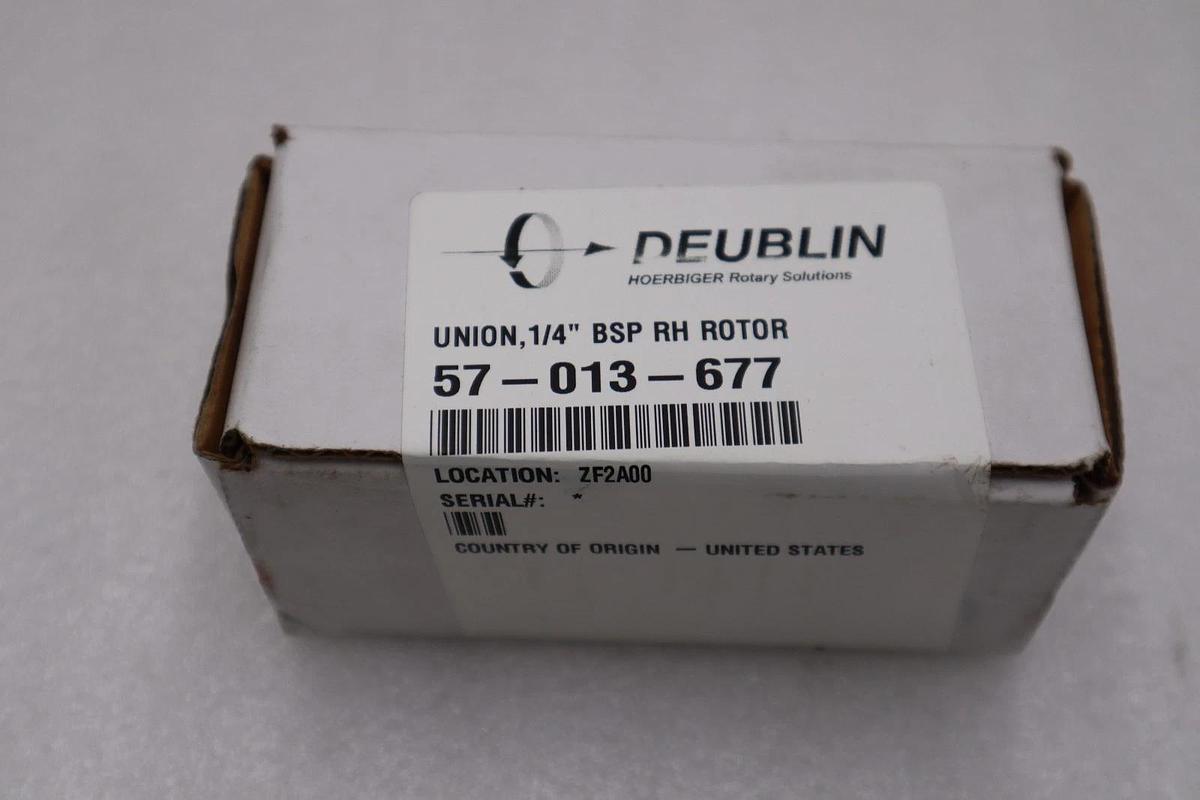 DEUBLIN
HOERBIGER Rotary Solutions
UNION,1/4" BSP RH ROTOR
57-013-677
LOCATION: ZF2A00
SERIAL#: *
COUNTRY OF ORIGIN - UNITED STATES